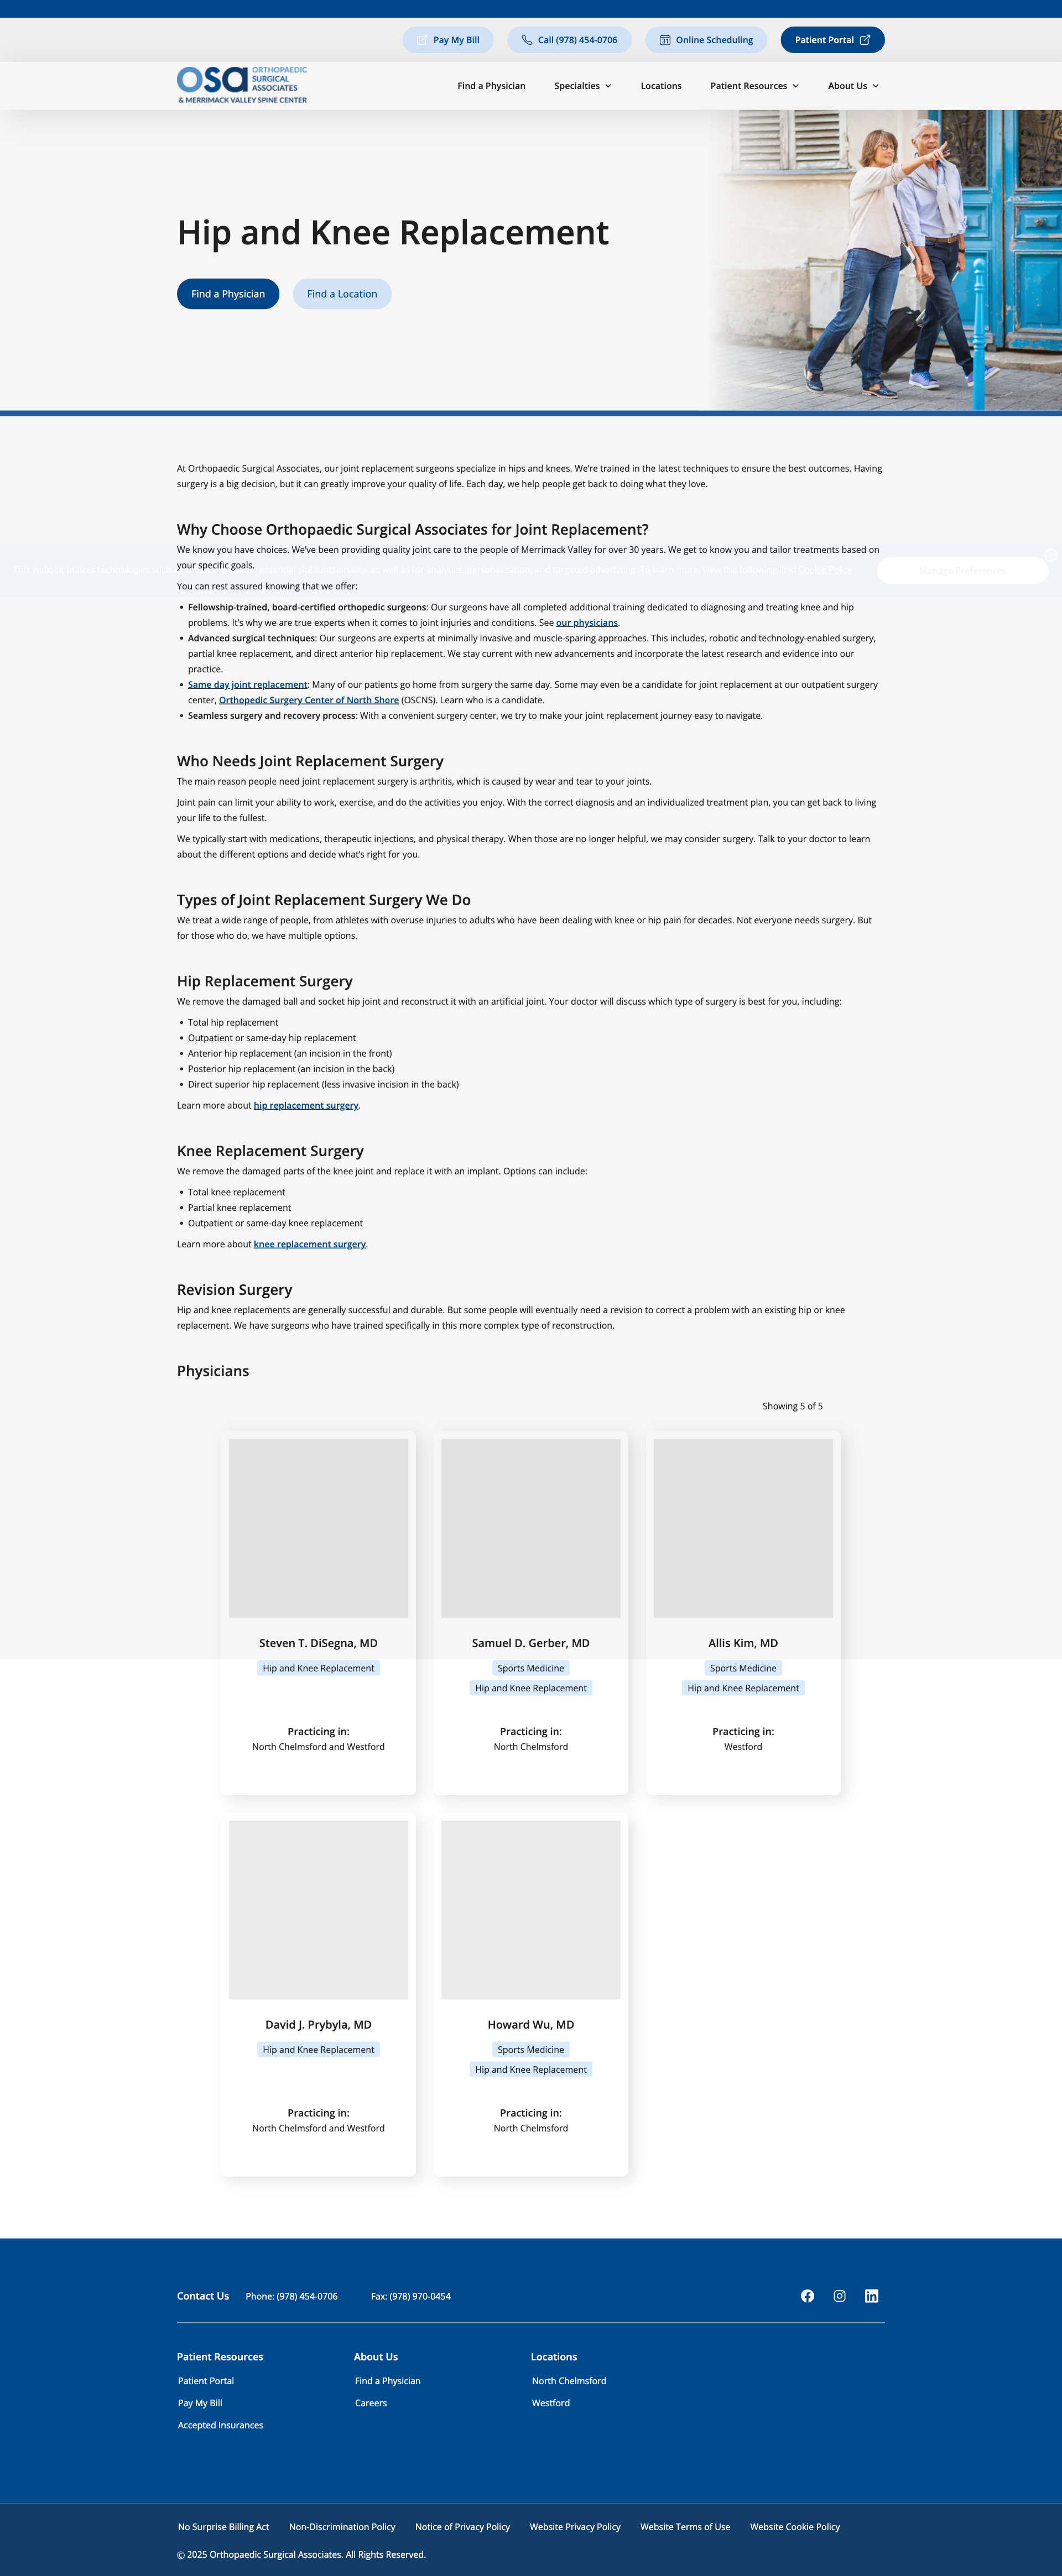 Pay My Bill
Call (978) 454-0706
Online Scheduling
Patient Portal
osa ORTHOPAEDIC
SURGICAL
ASSOCIATES
& MERRIMACK VALLEY SPINE CENTER
Find a Physician
Specialties
Locations
Patient Resources
About Us
Hip and Knee Replacement
Find a Physician
Find a Location
At Orthopaedic Surgical Associates, our joint replacement surgeons specialize in hips and knees. We’re trained in the latest techniques to ensure the best outcomes. Having
surgery is a big decision, but it can greatly improve your quality of life. Each day, we help people get back to doing what they love.
Why Choose Orthopaedic Surgical Associates for Joint Replacement?
We know you have choices. We’ve been providing quality joint care to the people of Merrimack Valley for over 30 years. We get to know you and tailor treatments based on
your specific goals.
Cookie Policy
Manage Preferences
You can rest assured knowing that we offer:
• Fellowship-trained, board-certified orthopedic surgeons: Our surgeons have all completed additional training dedicated to diagnosing and treating knee and hip
problems. It’s why we are true experts when it comes to joint injuries and conditions. See our physicians.
• Advanced surgical techniques: Our surgeons are experts at minimally invasive and muscle-sparing approaches. This includes, robotic and technology-enabled surgery,
partial knee replacement, and direct anterior hip replacement. We stay current with new advancements and incorporate the latest research and evidence into our
practice.
• Same day joint replacement: Many of our patients go home from surgery the same day. Some may even be a candidate for joint replacement at our outpatient surgery
center, Orthopedic Surgery Center of North Shore (OSCNS). Learn who is a candidate.
• Seamless surgery and recovery process: With a convenient surgery center, we try to make your joint replacement journey easy to navigate.
Who Needs Joint Replacement Surgery
The main reason people need joint replacement surgery is arthritis, which is caused by wear and tear to your joints.
Joint pain can limit your ability to work, exercise, and do the activities you enjoy. With the correct diagnosis and an individualized treatment plan, you can get back to living
your life to the fullest.
We typically start with medications, therapeutic injections, and physical therapy. When those are no longer helpful, we may consider surgery. Talk to your doctor to learn
about the different options and decide what’s right for you.
Types of Joint Replacement Surgery We Do
We treat a wide range of people, from athletes with overuse injuries to adults who have been dealing with knee or hip pain for decades. Not everyone needs surgery. But
for those who do, we have multiple options.
Hip Replacement Surgery
We remove the damaged ball and socket hip joint and reconstruct it with an artificial joint. Your doctor will discuss which type of surgery is best for you, including:
• Total hip replacement
• Outpatient or same-day hip replacement
• Anterior hip replacement (an incision in the front)
• Posterior hip replacement (an incision in the back)
• Direct superior hip replacement (less invasive incision in the back)
Learn more about hip replacement surgery.
Knee Replacement Surgery
We remove the damaged parts of the knee joint and replace it with an implant. Options can include:
• Total knee replacement
• Partial knee replacement
• Outpatient or same-day knee replacement
Learn more about knee replacement surgery.
Revision Surgery
Hip and knee replacements are generally successful and durable. But some people will eventually need a revision to correct a problem with an existing hip or knee
replacement. We have surgeons who have trained specifically in this more complex type of reconstruction.
Physicians
Showing 5 of 5
Steven T. DiSegna, MD
Hip and Knee Replacement
Practicing in:
North Chelmsford and Westford
Samuel D. Gerber, MD
Sports Medicine
Hip and Knee Replacement
Practicing in:
North Chelmsford
Allis Kim, MD
Sports Medicine
Hip and Knee Replacement
Practicing in:
Westford
David J. Prybyla, MD
Hip and Knee Replacement
Practicing in:
North Chelmsford and Westford
Howard Wu, MD
Sports Medicine
Hip and Knee Replacement
Practicing in:
North Chelmsford
Contact Us
Phone: (978) 454-0706
Fax: (978) 970-0454
Patient Resources
Patient Portal
Pay My Bill
Accepted Insurances
About Us
Find a Physician
Careers
Locations
North Chelmsford
Westford
No Surprise Billing Act
Non-Discrimination Policy
Notice of Privacy Policy
Website Privacy Policy
Website Terms of Use
Website Cookie Policy
© 2025 Orthopaedic Surgical Associates. All Rights Reserved.